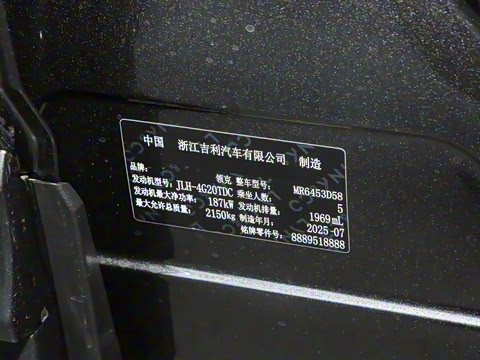 中国 浙江吉利汽车有限公司 制造
品牌: 领克 整车型号: MR6453D58
发动机型号: JLH-4G20TDC 乘坐人数: 5
发动机最大净功率: 187kW 发动机排量: 1969mL
最大允许总质量: 2150kg 制造年月: 2025-07
铭牌零件号: 8889518888